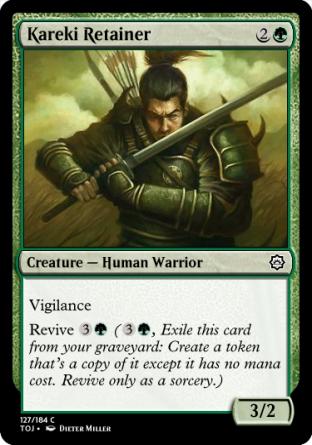 Kareki Retainer 2
Creature — Human Warrior
Vigilance
Revive 3 ( 3 , Exile this card
from your graveyard: Create a token
that's a copy of it except it has no mana
cost. Revive only as a sorcery.)
3/2
127/184 C
TOJ • Dieter Miller